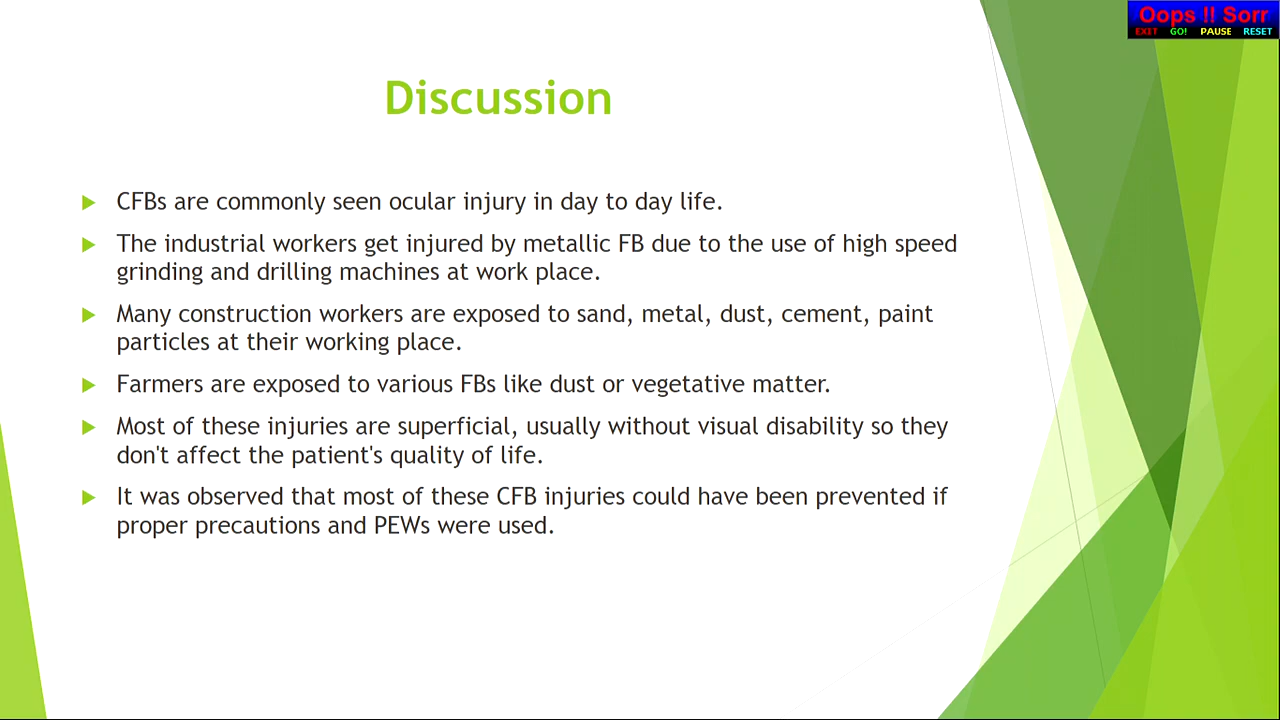 Oops !! Sorr
EXIT GO! PAUSE RESET
Discussion
CFBs are commonly seen ocular injury in day to day life.
The industrial workers get injured by metallic FB due to the use of high speed
grinding and drilling machines at work place.
Many construction workers are exposed to sand, metal, dust, cement, paint
particles at their working place.
Farmers are exposed to various FBs like dust or vegetative matter.
Most of these injuries are superficial, usually without visual disability so they
don't affect the patient's quality of life.
It was observed that most of these CFB injuries could have been prevented if
proper precautions and PEWs were used.